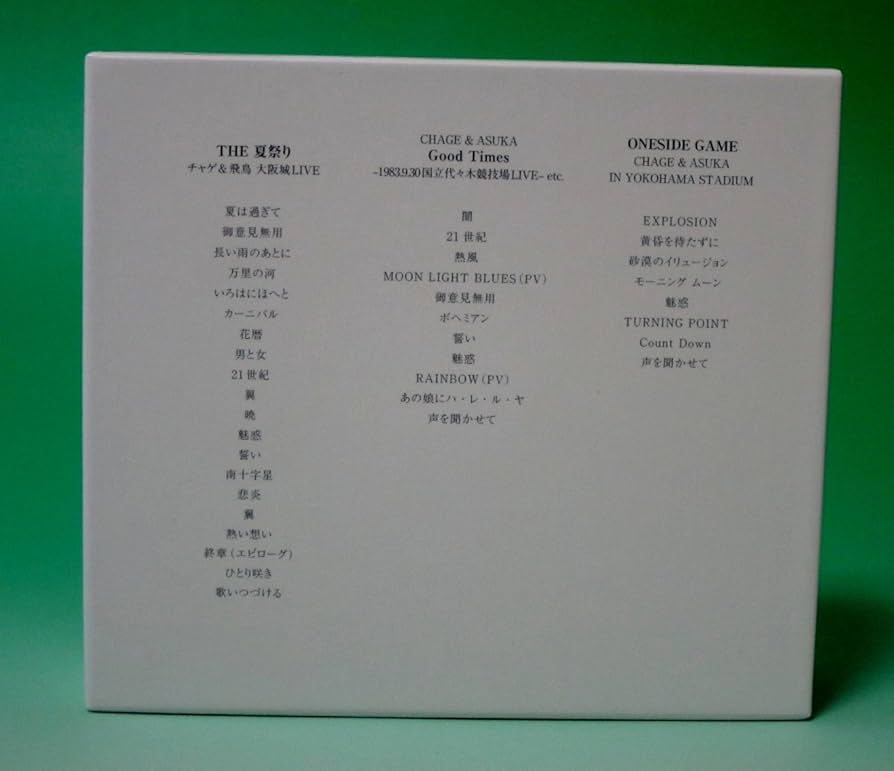 THE 夏祭り
チャゲ&飛鳥 大阪城LIVE
夏は過ぎて
御意見無用
長い雨のあとに
万里の河
いろはにほへと
カーニバル
花暦
男と女
21世紀
翼
暁
魅惑
誓い
南十字星
悲炎
翼
熱い想い
終章(エピローグ)
ひとり咲き
歌いつづける
CHAGE & ASUKA
Good Times
-1983.9.30国立代々木競技場LIVE- etc.
闇
21世紀
熱風
MOON LIGHT BLUES(PV)
御意見無用
ボヘミアン
誓い
魅惑
RAINBOW(PV)
あの娘にハ・レ・ル・ヤ
声を聞かせて
ONESIDE GAME
CHAGE & ASUKA
IN YOKOHAMA STADIUM
EXPLOSION
黄昏を待たずに
砂漠のイリュージョン
モーニング ムーン
魅惑
TURNING POINT
Count Down
声を聞かせて